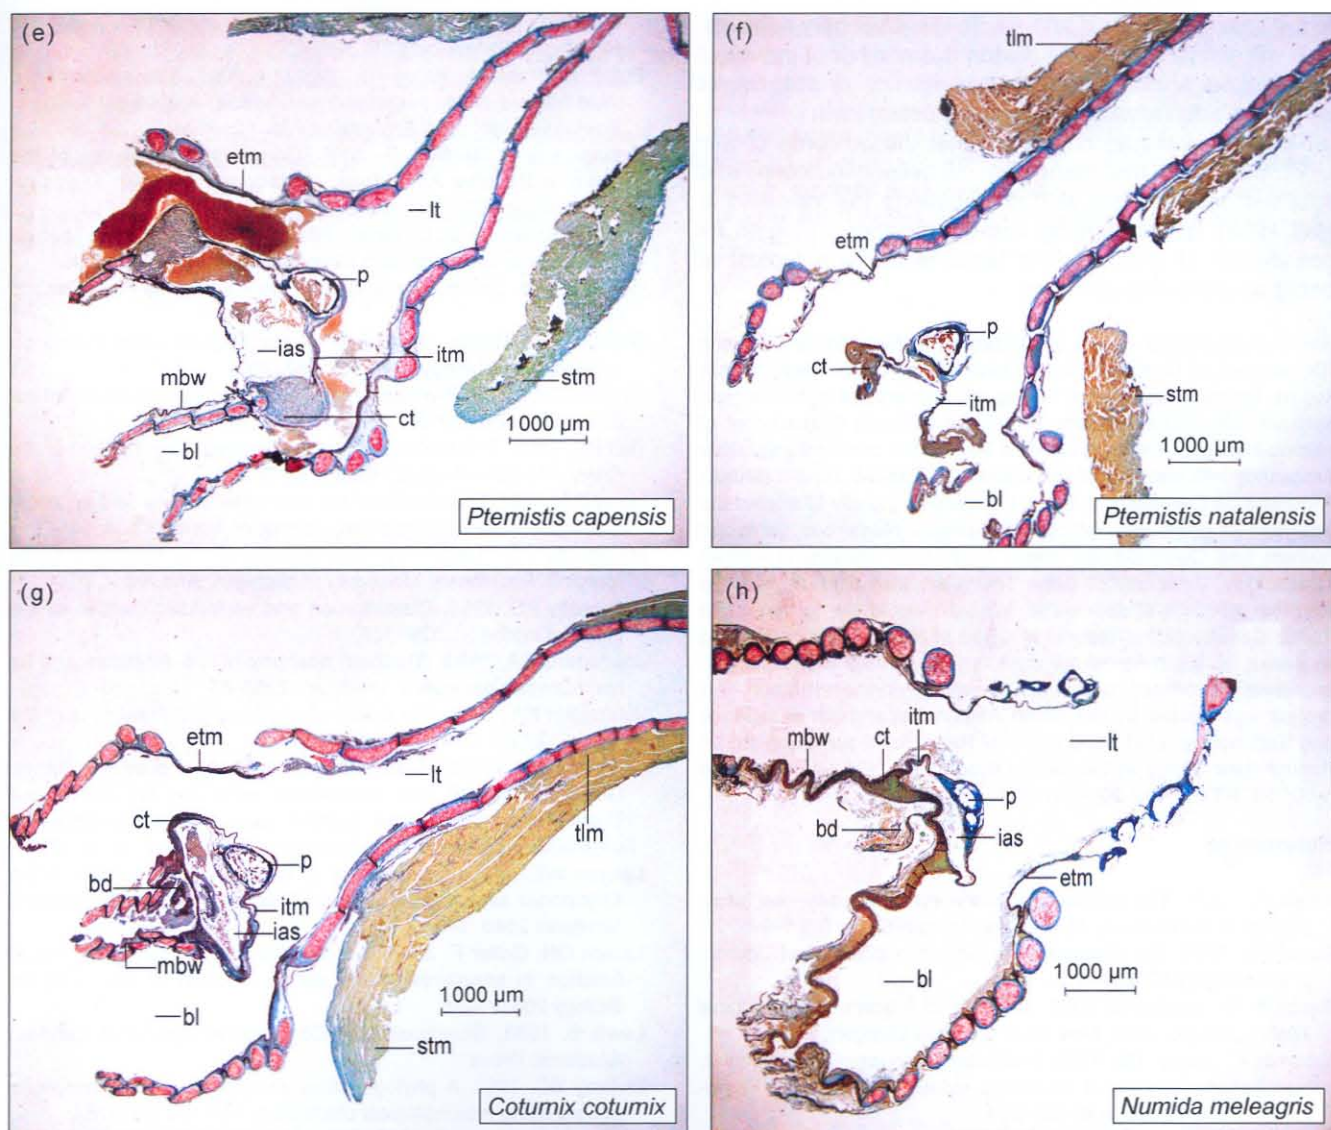 (e)
etm
lt
p
ias
itm
mbw
stm
ct
1000 µm
bl
Pternistis capensis
(f)
tlm
etm
p
ct
itm
stm
1000 µm
bl
Pternistis natalensis
(g)
etm
lt
ct
tlm
p
bd
itm
ias
mbw
1000 µm
bl
stm
Coturnix coturnix
(h)
itm
mbw
ct
lt
p
bd
ias
etm
1000 µm
bl
Numida meleagris